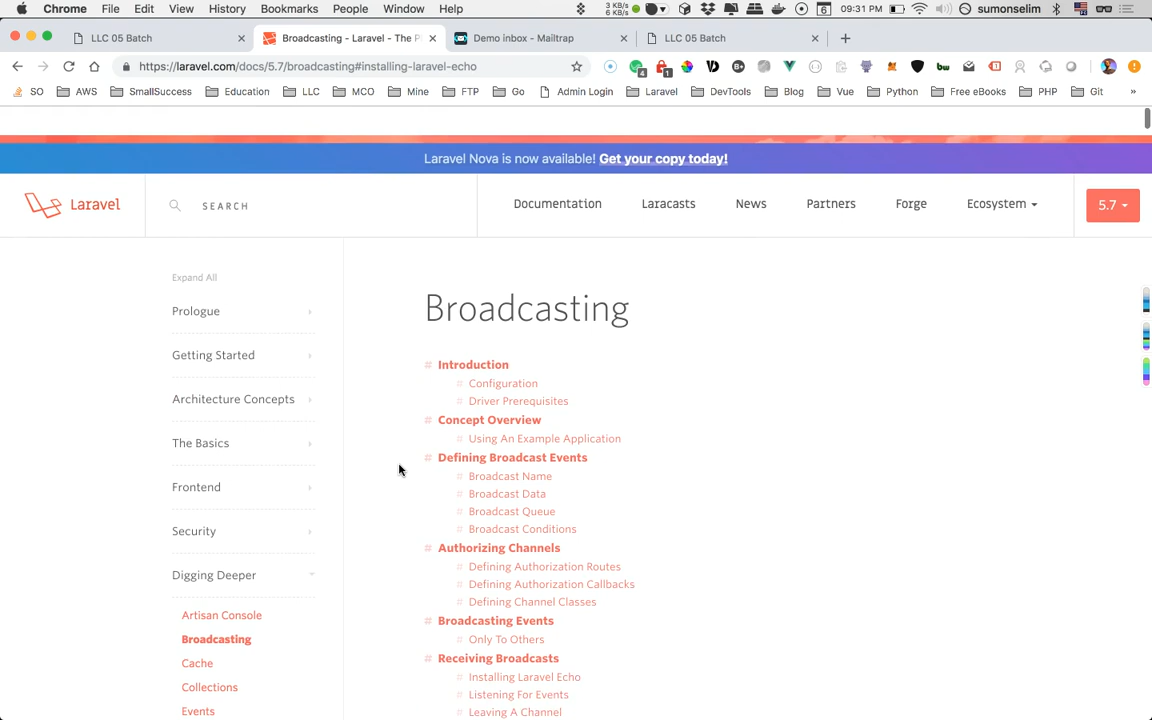 Chrome File Edit View History Bookmarks People Window Help 3 KB/s 6 KB/s 6 09:31 PM sumonselim
LLC 05 Batch Broadcasting - Laravel - The P Demo inbox - Mailtrap LLC 05 Batch
https://laravel.com/docs/5.7/broadcasting#installing-laravel-echo
SO AWS SmallSuccess Education LLC MCO Mine FTP Go Admin Login Laravel DevTools Blog Vue Python Free eBooks PHP Git »
Laravel Nova is now available! Get your copy today!
Laravel SEARCH Documentation Laracasts News Partners Forge Ecosystem 5.7
Expand All
Prologue
Getting Started
Architecture Concepts
The Basics
Frontend
Security
Digging Deeper
Artisan Console
Broadcasting
Cache
Collections
Events
Broadcasting
# Introduction
# Configuration
# Driver Prerequisites
# Concept Overview
# Using An Example Application
# Defining Broadcast Events
# Broadcast Name
# Broadcast Data
# Broadcast Queue
# Broadcast Conditions
# Authorizing Channels
# Defining Authorization Routes
# Defining Authorization Callbacks
# Defining Channel Classes
# Broadcasting Events
# Only To Others
# Receiving Broadcasts
# Installing Laravel Echo
# Listening For Events
# Leaving A Channel